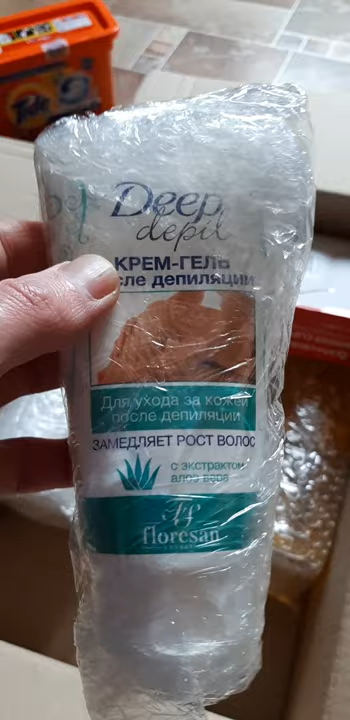 Tide
Deep
depil
КРЕМ-ГЕЛЬ
после депиляции
Для ухода за кожей
после депиляции
ЗАМЕДЛЯЕТ РОСТ ВОЛОС
с экстрактом
алоэ вера
floresan